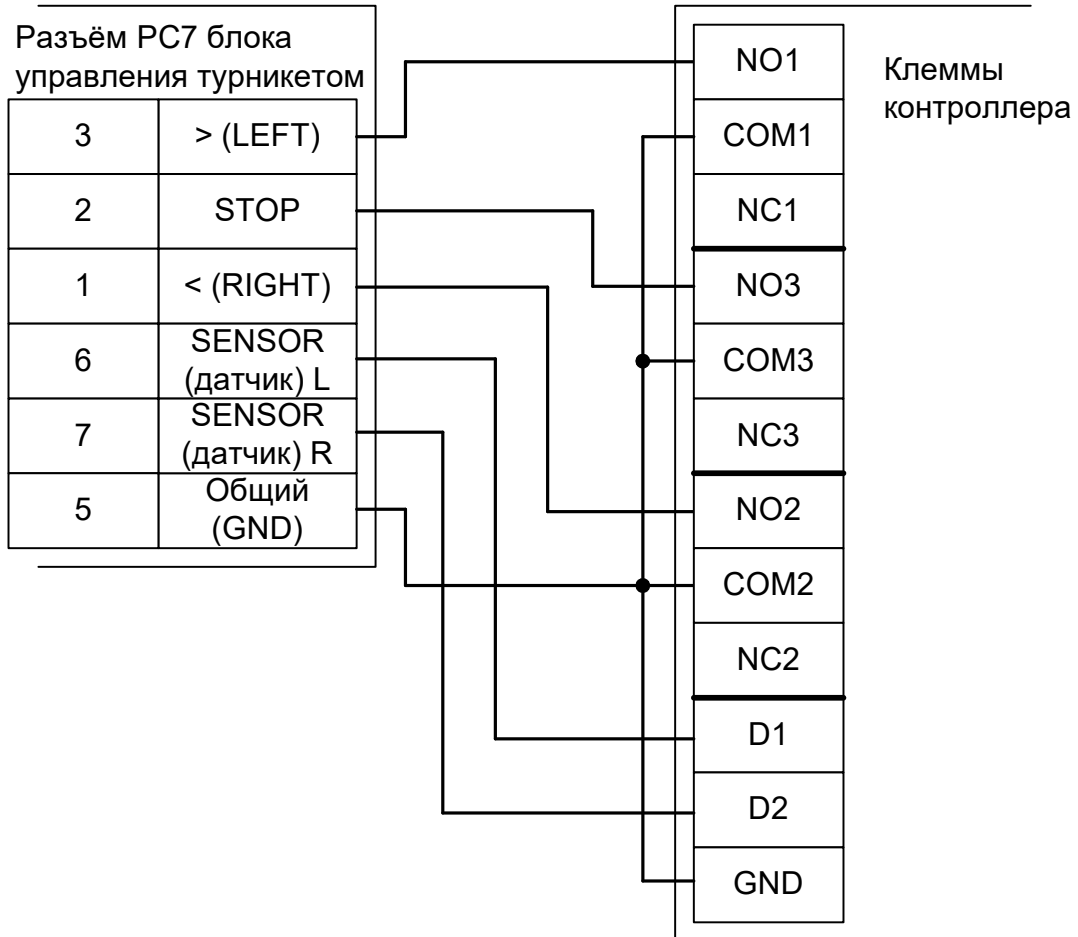 Разъём PC7 блока
управления турникетом
3 > (LEFT)
2 STOP
1 < (RIGHT)
6 SENSOR
(датчик) L
7 SENSOR
(датчик) R
5 Общий
(GND)
NO1
COM1
NC1
NO3
COM3
NC3
NO2
COM2
NC2
D1
D2
GND
Клеммы
контроллера